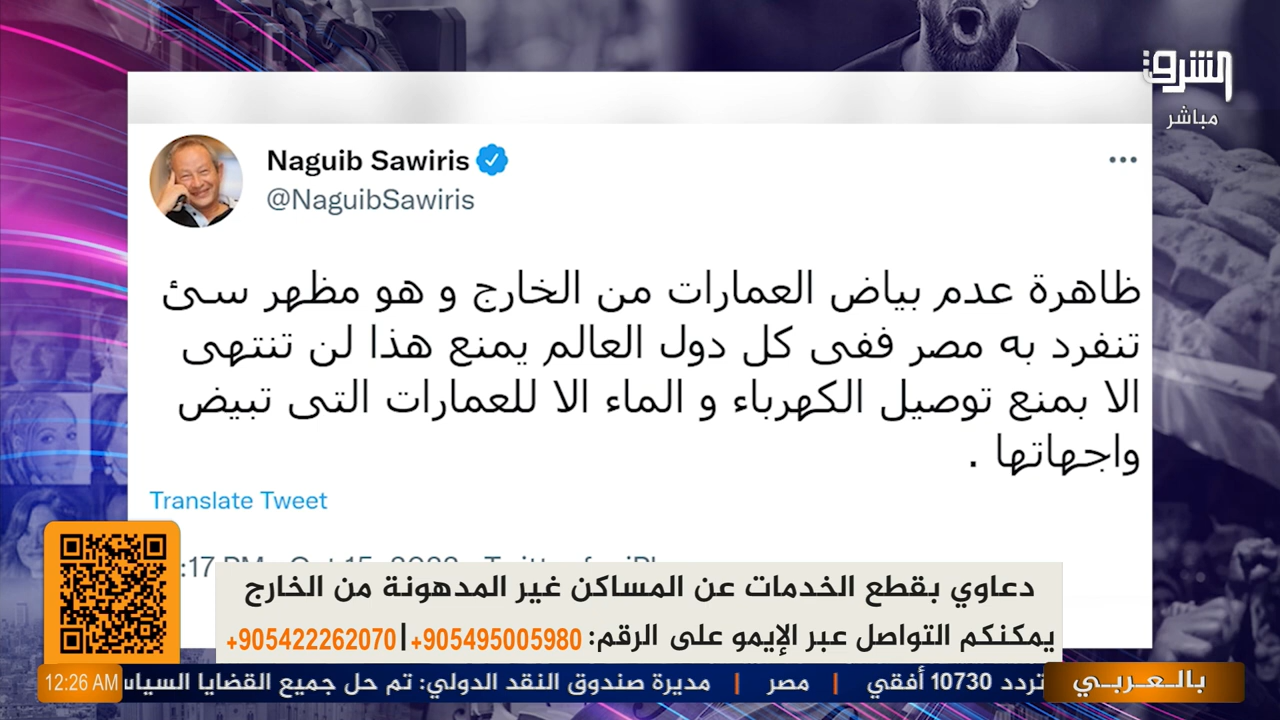 الشرق
مباشر
Naguib Sawiris
@NaguibSawiris
ظاهرة عدم بياض العمارات من الخارج و هو مظهر سئ
تنفرد به مصر ففى كل دول العالم يمنع هذا لن تنتهى
الا بمنع توصيل الكهرباء و الماء الا للعمارات التى تبيض
واجهاتها .
Translate Tweet
دعاوي بقطع الخدمات عن المساكن غير المدهونة من الخارج
يمكنكم التواصل عبر الإيمو على الرقم: 905495005980+|905422262070+
بالعربي
تردد 10730 أفقي | مصر | مديرة صندوق النقد الدولي: تم حل جميع القضايا
12:26 AM